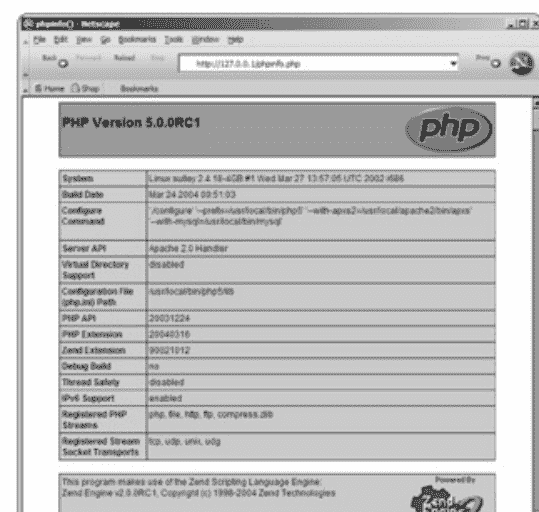 phpinfo() - Netscape
File Edit View Go Bookmarks Tools Window Help
Back Forward Reload Stop http://127.0.0.1/phpinfo.php Print
Home Shop Bookmarks
PHP Version 5.0.0RC1
php
System Linux sutley 2.4.18-4GB #1 Wed Mar 27 13:57:05 UTC 2002 i686
Build Date Mar 24 2004 09:51:03
Configure Command './configure' '--prefix=/usr/local/bin/php5' '--with-apxs2=/usr/local/apache2/bin/apxs'
'--with-mysql=/usr/local/bin/mysql'
Server API Apache 2.0 Handler
Virtual Directory Support disabled
Configuration File (php.ini) Path /usr/local/bin/php5/lib
PHP API 20031224
PHP Extension 20040316
Zend Extension 90021012
Debug Build no
Thread Safety disabled
IPv6 Support enabled
Registered PHP Streams php, file, http, ftp, compress.zlib
Registered Stream Socket Transports tcp, udp, unix, udg
This program makes use of the Zend Scripting Language Engine:
Zend Engine v2.0.0RC1, Copyright (c) 1998-2004 Zend Technologies
Powered By